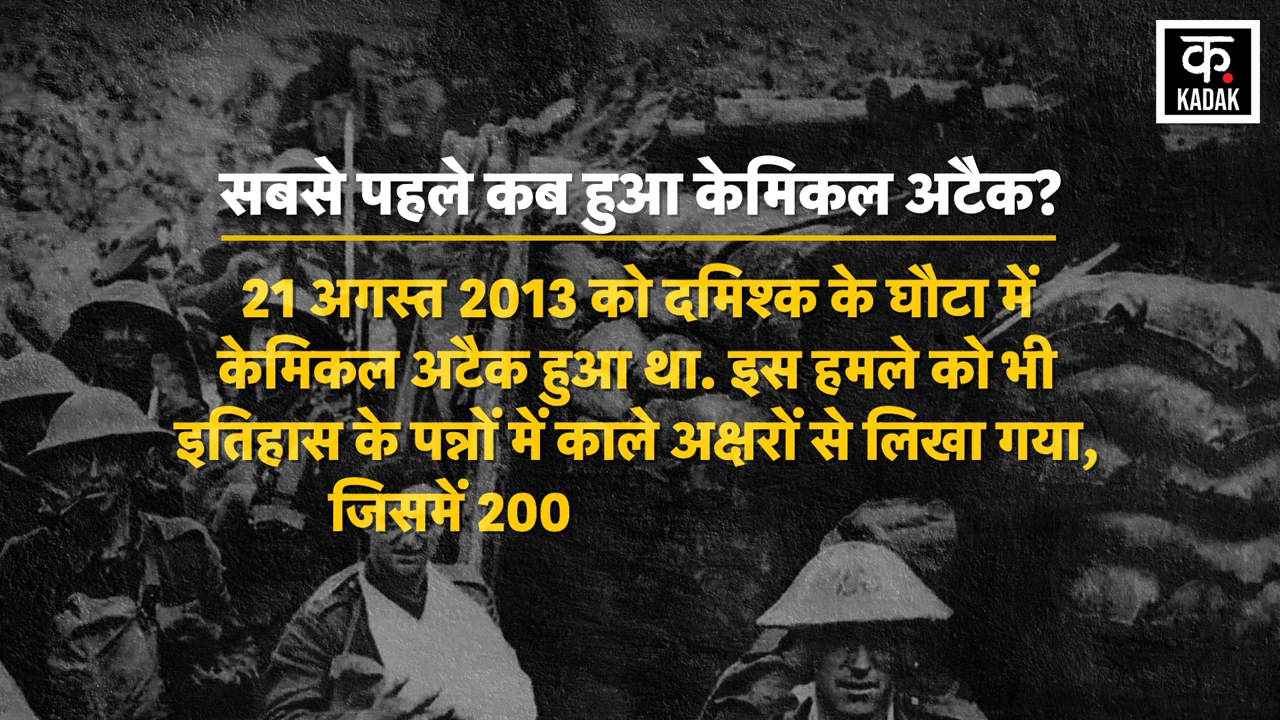 क.
KADAK
सबसे पहले कब हुआ केमिकल अटैक?
21 अगस्त 2013 को दमिश्क के घौटा में
केमिकल अटैक हुआ था. इस हमले को भी
इतिहास के पन्नों में काले अक्षरों से लिखा गया,
जिसमें 200